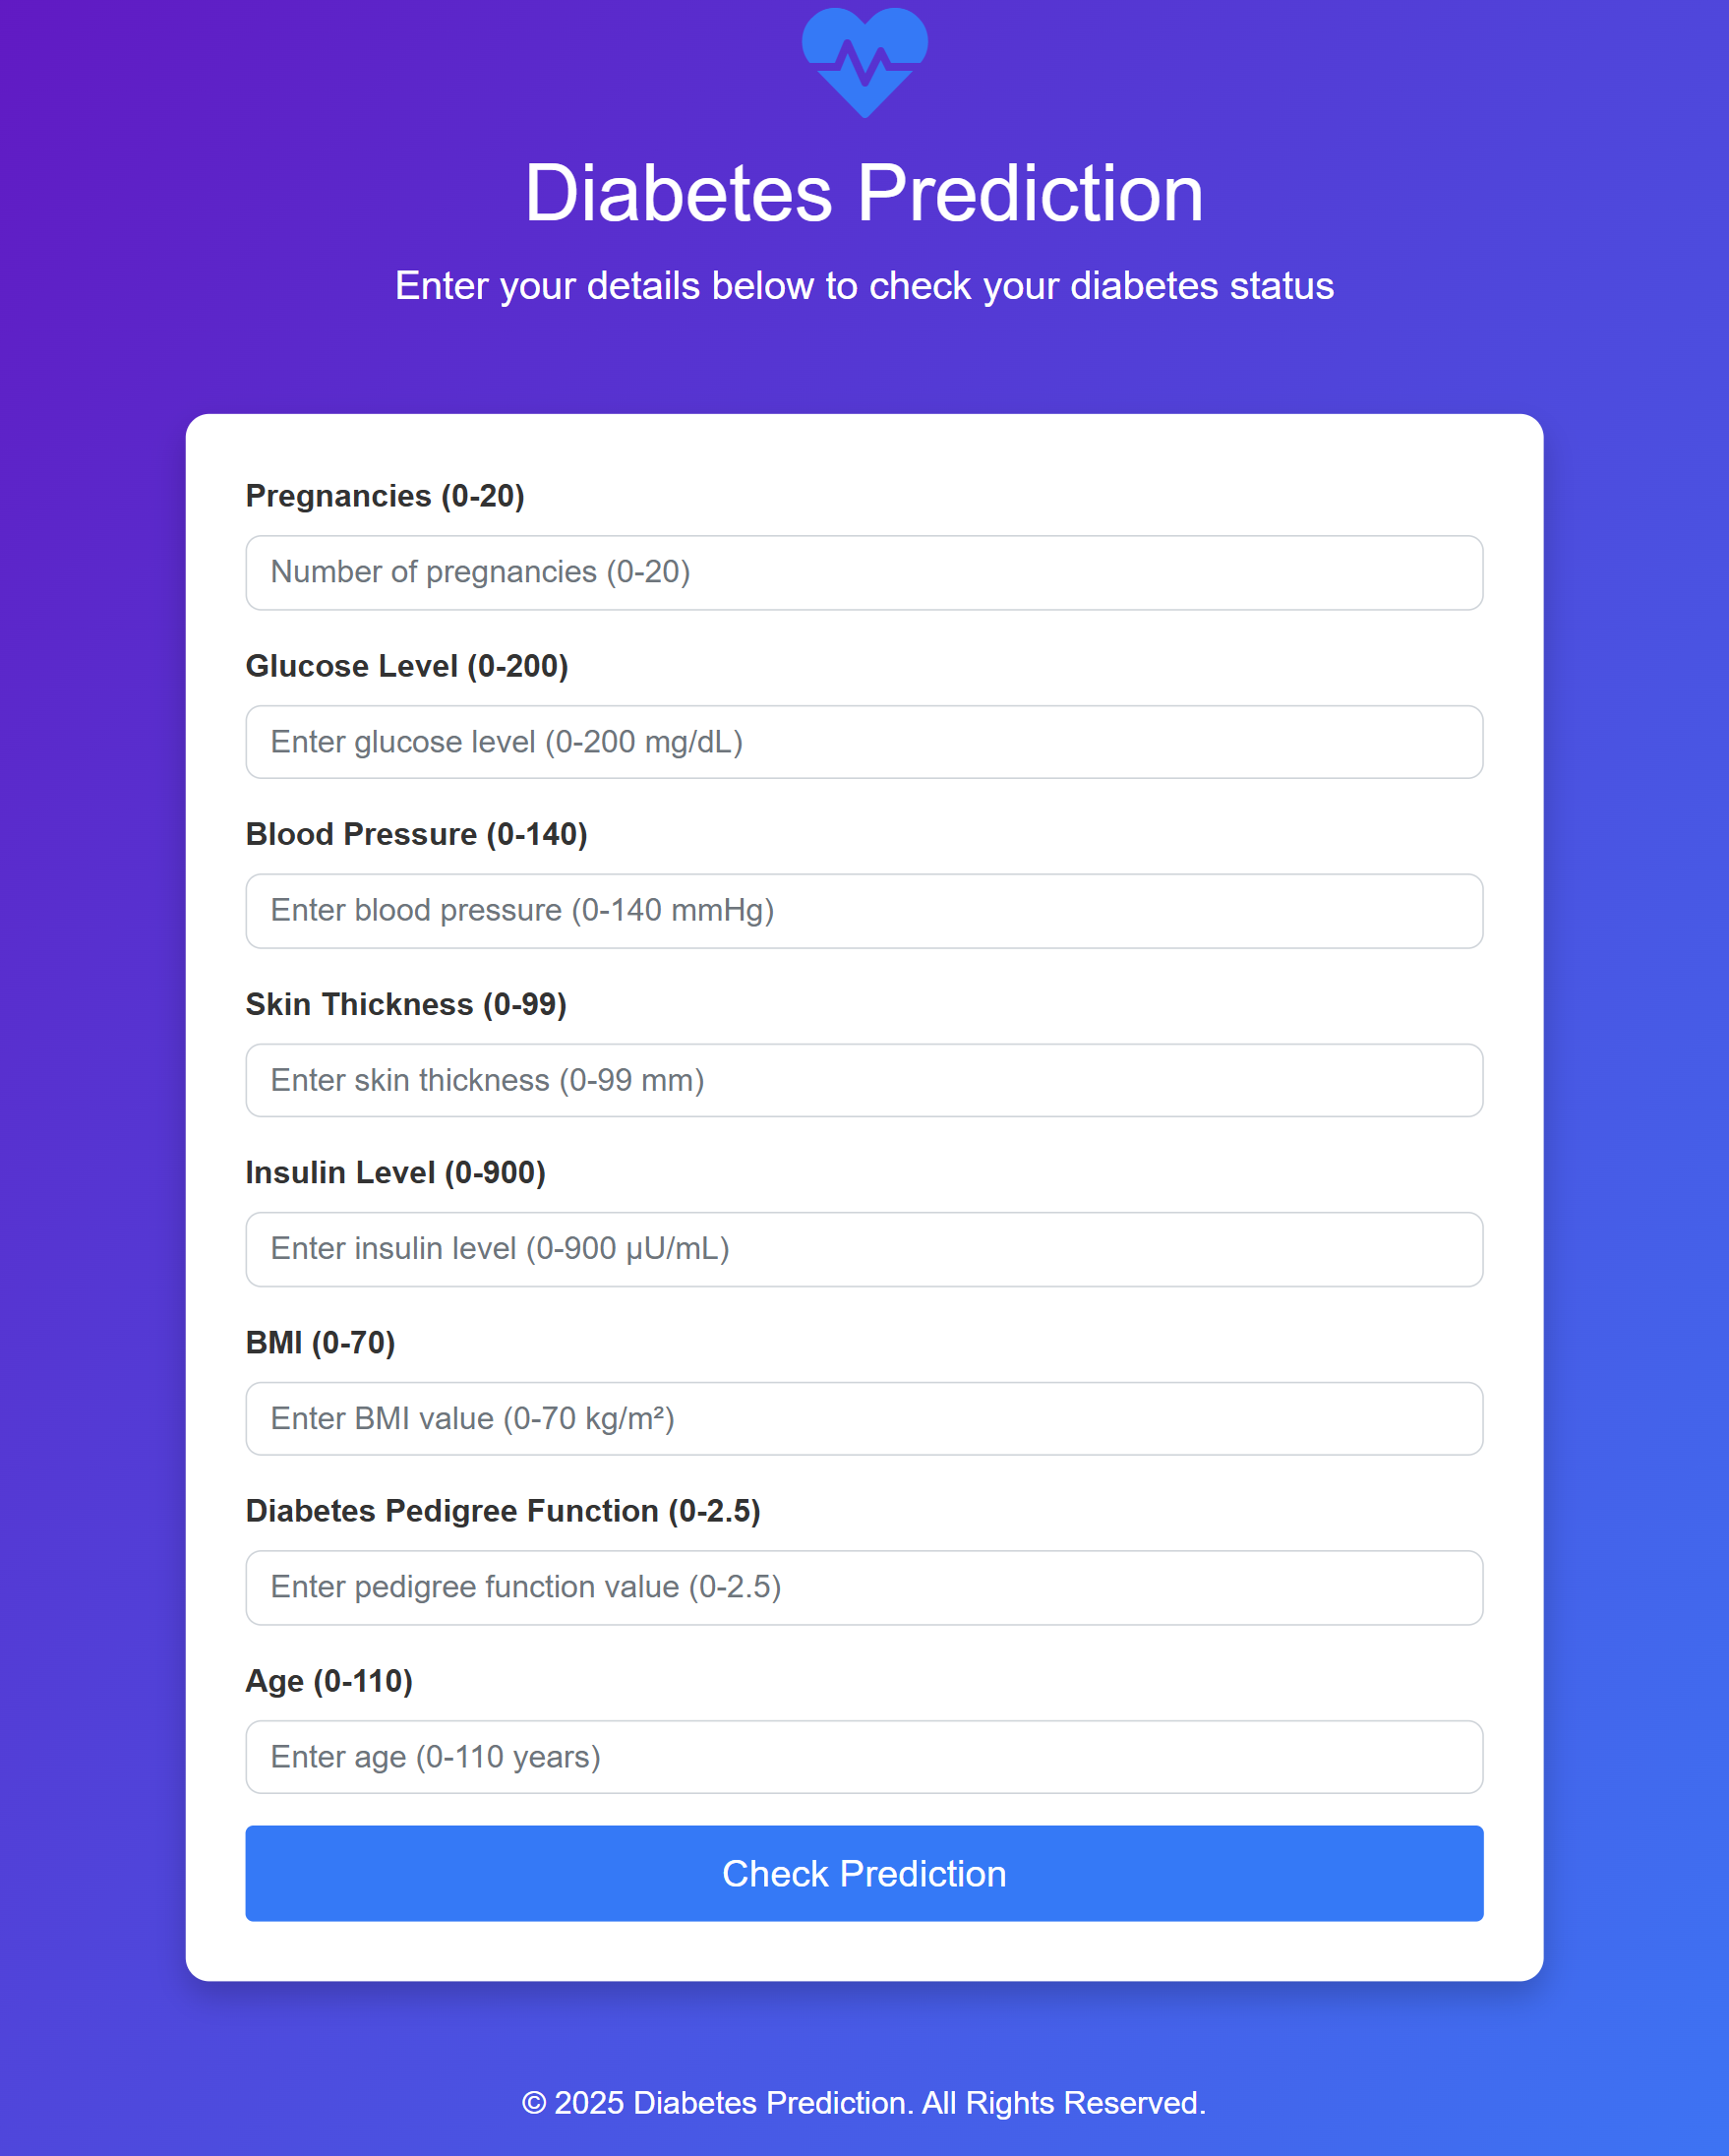 Diabetes Prediction
Enter your details below to check your diabetes status
Pregnancies (0-20)
Number of pregnancies (0-20)
Glucose Level (0-200)
Enter glucose level (0-200 mg/dL)
Blood Pressure (0-140)
Enter blood pressure (0-140 mmHg)
Skin Thickness (0-99)
Enter skin thickness (0-99 mm)
Insulin Level (0-900)
Enter insulin level (0-900 µU/mL)
BMI (0-70)
Enter BMI value (0-70 kg/m²)
Diabetes Pedigree Function (0-2.5)
Enter pedigree function value (0-2.5)
Age (0-110)
Enter age (0-110 years)
Check Prediction
© 2025 Diabetes Prediction. All Rights Reserved.